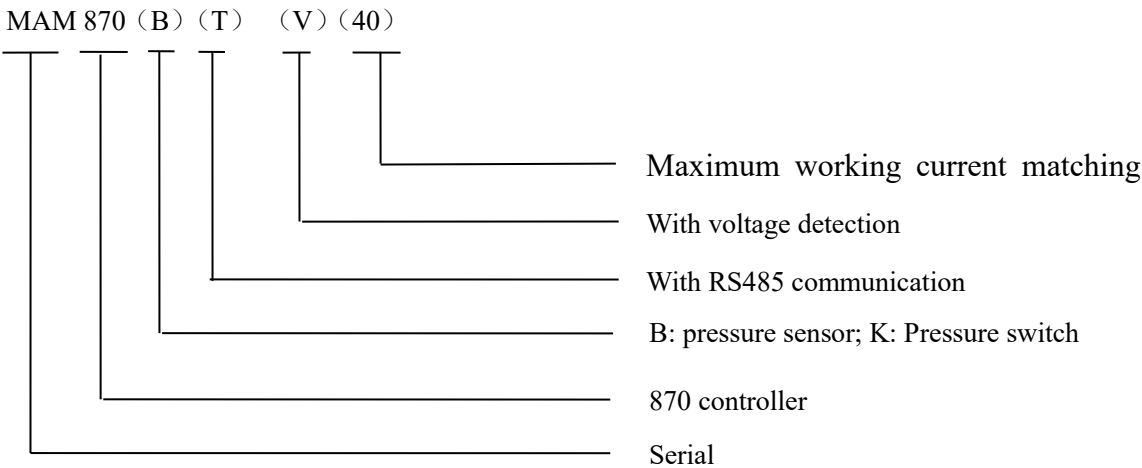 MAM 870（B）（T） （V）（40）
Maximum working current matching
With voltage detection
With RS485 communication
B: pressure sensor; K: Pressure switch
870 controller
Serial